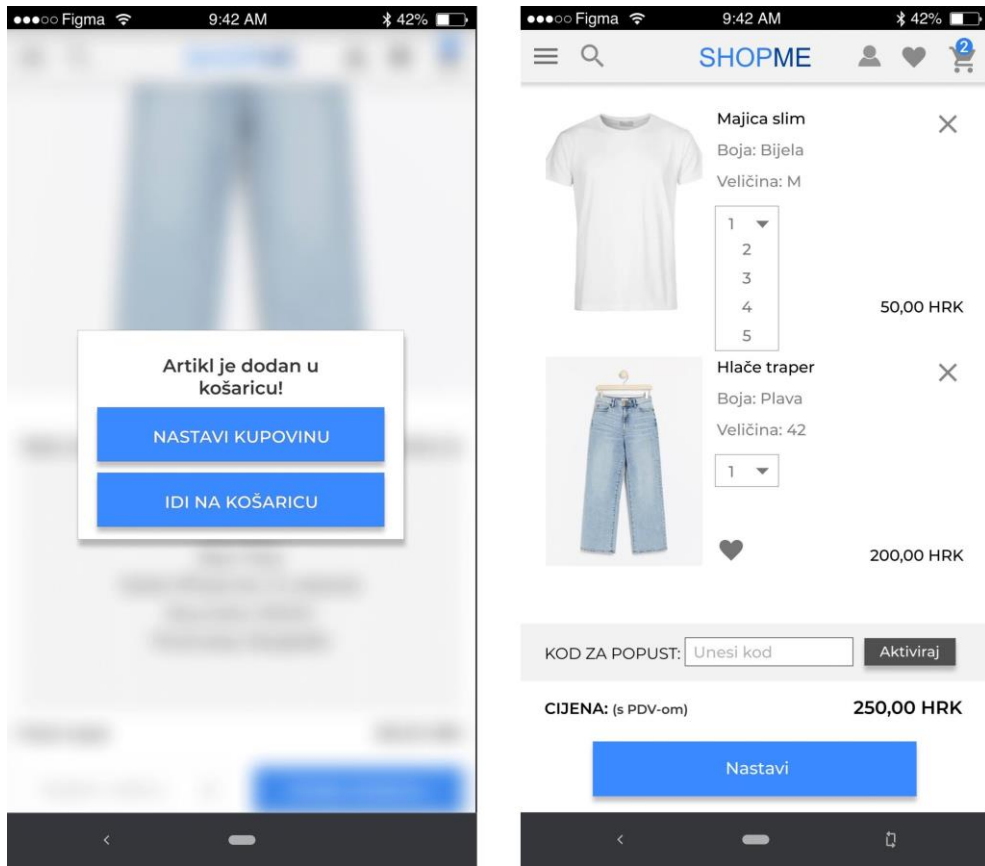 Figma 9:42 AM 42%
Artikl je dodan u
košaricu!
NASTAVI KUPOVINU
IDI NA KOŠARICU
Figma 9:42 AM 42%
SHOPME
2
Majica slim
Boja: Bijela
Veličina: M
1
2
3
4
5
50,00 HRK
Hlače traper
Boja: Plava
Veličina: 42
1
200,00 HRK
KOD ZA POPUST: Unesi kod Aktiviraj
CIJENA: (s PDV-om) 250,00 HRK
Nastavi